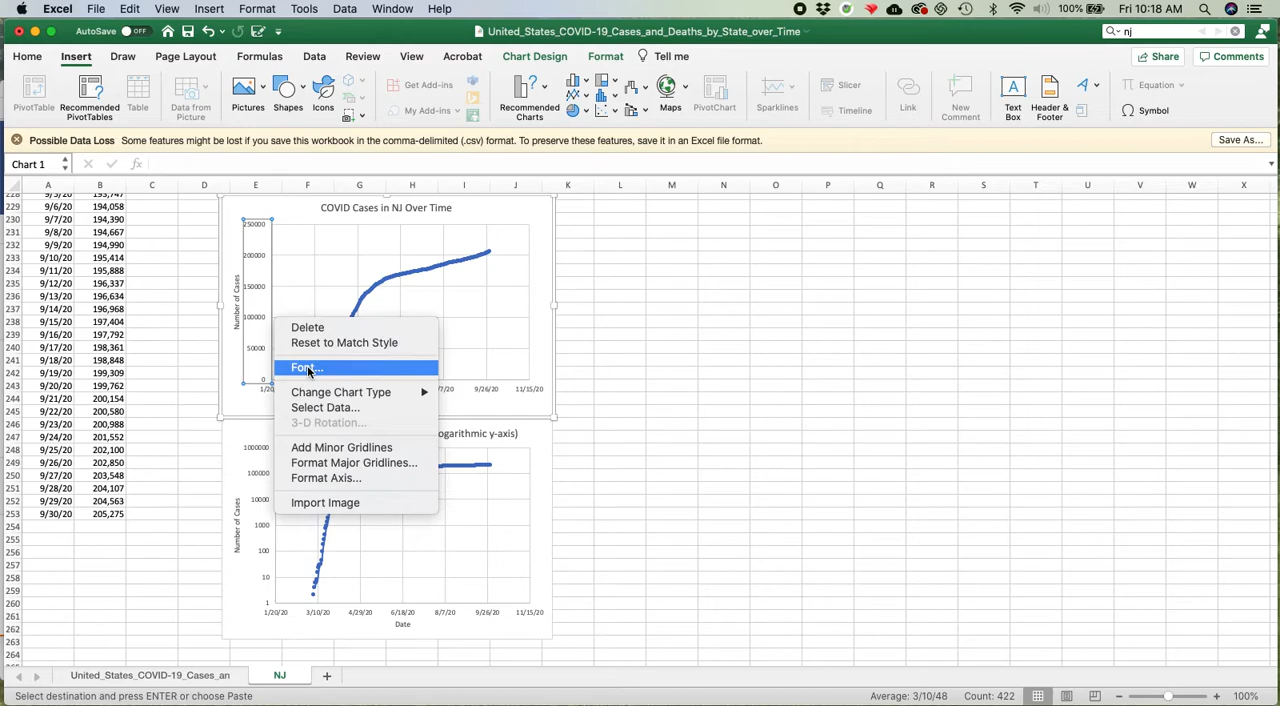 Excel File Edit View Insert Format Tools Data Window Help 100% Fri 10:18 AM
AutoSave OFF United_States_COVID-19_Cases_and_Deaths_by_State_over_Time nj
Home Insert Draw Page Layout Formulas Data Review View Acrobat Chart Design Format Tell me Share Comments
PivotTable Recommended PivotTables Table Data from Picture Pictures Shapes Icons Get Add-ins My Add-ins Recommended Charts Maps PivotChart Sparklines Slicer Timeline Link New Comment Text Box Header & Footer Equation Symbol
Possible Data Loss Some features might be lost if you save this workbook in the comma-delimited (.csv) format. To preserve these features, save it in an Excel file format. Save As...
Chart 1 fx
A B C D E F G H I J K L M N O P Q R S T U V W X
228 9/5/20 193,747
229 9/6/20 194,058
230 9/7/20 194,390
231 9/8/20 194,667
232 9/9/20 194,990
233 9/10/20 195,414
234 9/11/20 195,888
235 9/12/20 196,337
236 9/13/20 196,634
237 9/14/20 196,968
238 9/15/20 197,404
239 9/16/20 197,792
240 9/17/20 198,361
241 9/18/20 198,848
242 9/19/20 199,309
243 9/20/20 199,762
244 9/21/20 200,154
245 9/22/20 200,580
246 9/23/20 200,988
247 9/24/20 201,552
248 9/25/20 202,100
249 9/26/20 202,850
250 9/27/20 203,548
251 9/28/20 204,107
252 9/29/20 204,563
253 9/30/20 205,275
254
255
256
257
258
259
260
261
262
263
COVID Cases in NJ Over Time
Number of Cases
250000
200000
150000
100000
50000
0
9/26/20 11/15/20
Delete
Reset to Match Style
Font...
Change Chart Type
Select Data...
3-D Rotation...
Add Minor Gridlines
Format Major Gridlines...
Format Axis...
Import Image
ogarithmic y-axis)
Number of Cases
1000000
100000
10000
1000
100
10
1
1/20/20 3/10/20 4/29/20 6/18/20 8/7/20 9/26/20 11/15/20
Date
United_States_COVID-19_Cases_an NJ
Select destination and press ENTER or choose Paste Average: 3/10/48 Count: 422 100%